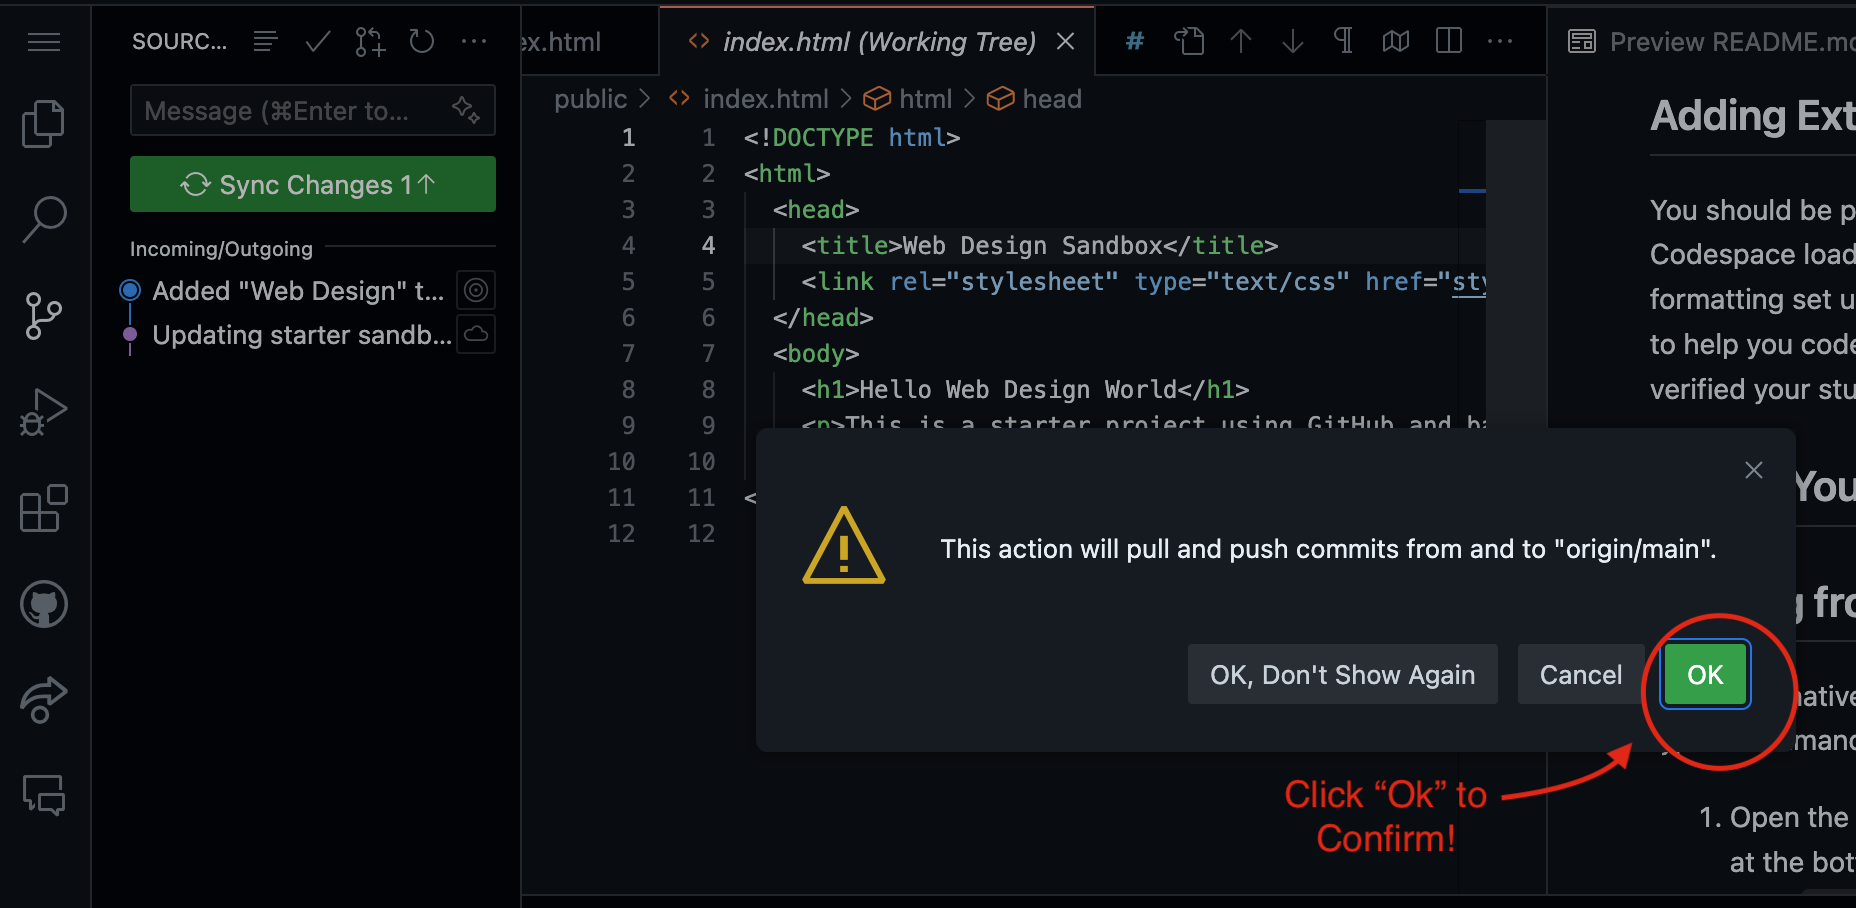 SOURC...
Message (⌘Enter to...
Sync Changes 1↑
Incoming/Outgoing
Added "Web Design" t...
Updating starter sandb...
ex.html
index.html (Working Tree)
public > index.html > html > head
1 1 <!DOCTYPE html>
2 2 <html>
3 3 <head>
4 4 <title>Web Design Sandbox</title>
5 5 <link rel="stylesheet" type="text/css" href="sty
6 6 </head>
7 7 <body>
8 8 <h1>Hello Web Design World</h1>
9 9 <p>This is a starter project using GitHub and ba
10 10
11 11 <
12 12
Preview README.mc
Adding Ext
You should be p
Codespace load
formatting set u
to help you code
verified your stu
You
g fro
native
mand
1. Open the
at the bot
This action will pull and push commits from and to "origin/main".
OK, Don't Show Again
Cancel
OK
Click “Ok” to
Confirm!